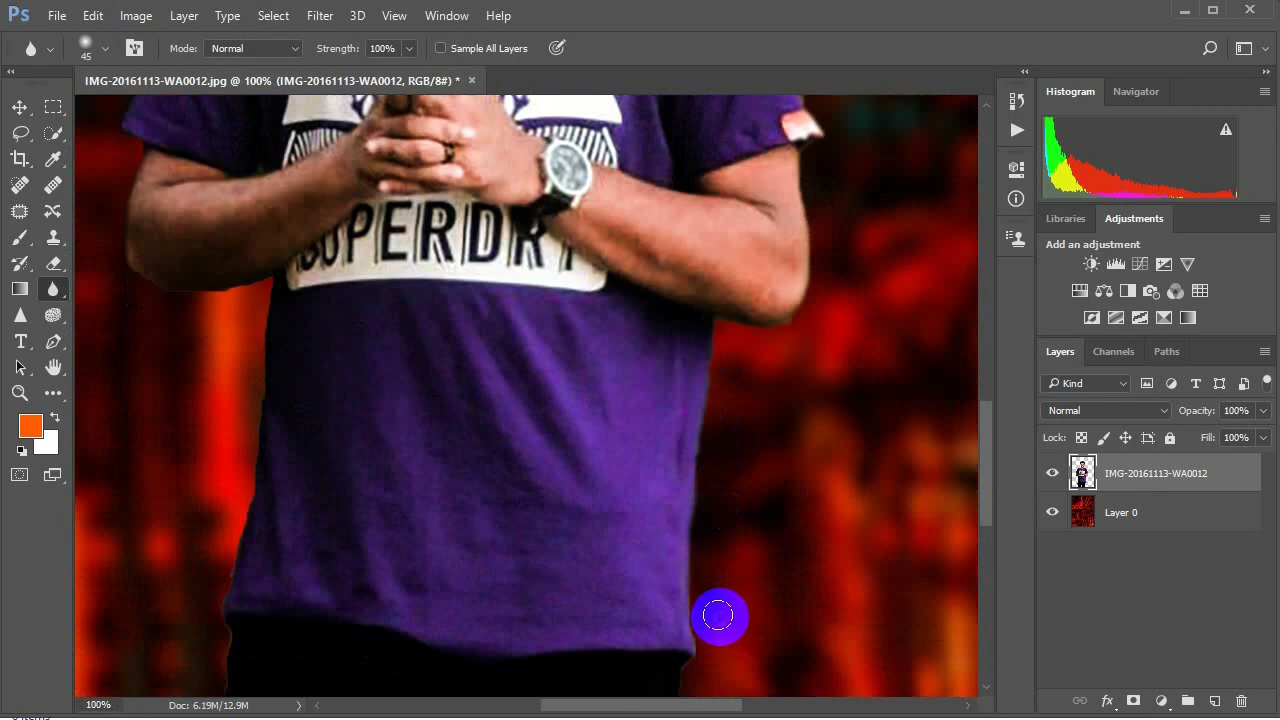 Ps File Edit Image Layer Type Select Filter 3D View Window Help
45 Mode: Normal Strength: 100% Sample All Layers
IMG-20161113-WA0012.jpg @ 100% (IMG-20161113-WA0012, RGB/8#) *
SUPERDRY
Histogram Navigator
Libraries Adjustments
Add an adjustment
Layers Channels Paths
Kind
Normal Opacity: 100%
Lock: Fill: 100%
IMG-20161113-WA0012
Layer 0
100% Doc: 6.19M/12.9M